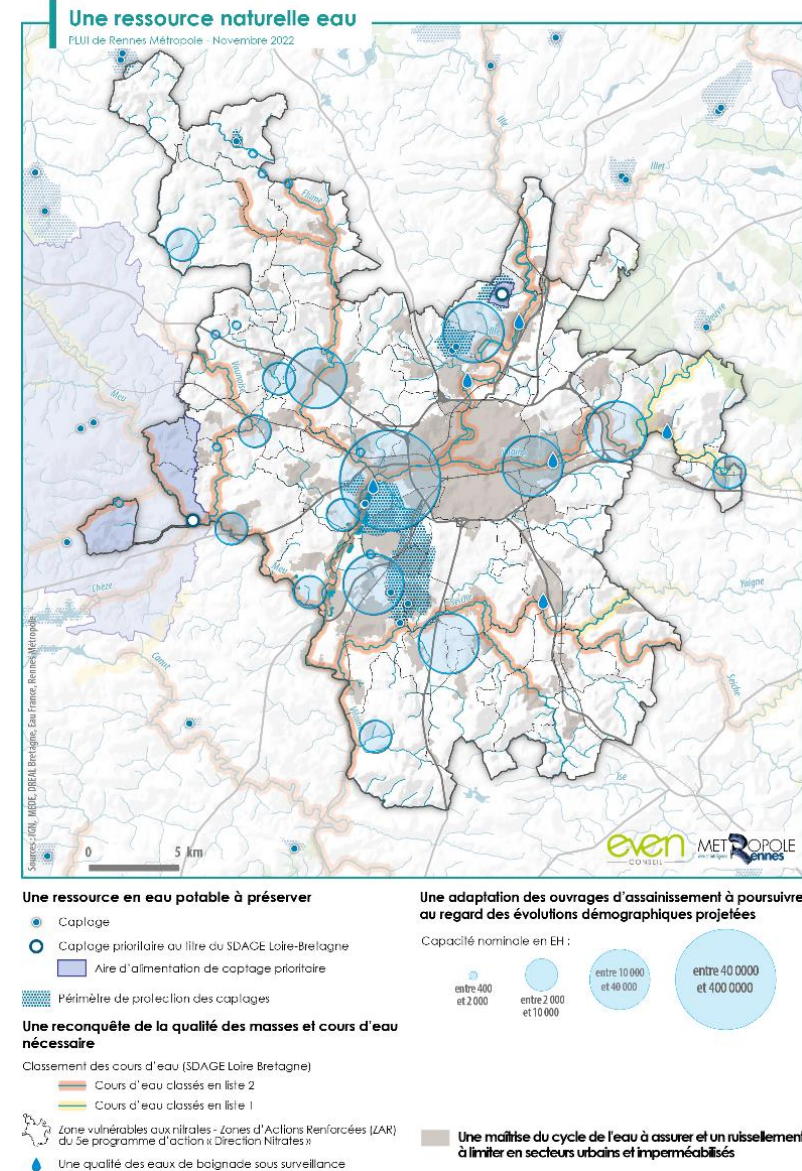 Une ressource naturelle eau
PLUi de Rennes Métropole - Novembre 2022
Ille
Illet
Flume
Vaunoise
Meu
Meu
Chèze
Canut
Vilaine
Yaigne
Seiche
Seiche
Ise
Sources : IGN, MEDE, DREAL Bretagne, Eau France, Rennes Métropole
0 5 km
even
CONSEIL
METROPOLE
Rennes
Une ressource en eau potable à préserver
Captage
Captage prioritaire au titre du SDAGE Loire-Bretagne
Aire d'alimentation de captage prioritaire
Périmètre de protection des captages
Une reconquête de la qualité des masses et cours d'eau
nécessaire
Classement des cours d'eau (SDAGE Loire Bretagne)
Cours d'eau classés en liste 2
Cours d'eau classés en liste 1
Zone vulnérables aux nitrates - Zones d'Actions Renforcées (ZAR)
du 5e programme d'action « Direction Nitrates »
Une qualité des eaux de baignade sous surveillance
Une adaptation des ouvrages d'assainissement à poursuivre
au regard des évolutions démographiques projetées
Capacité nominale en EH :
entre 400
et 2 000
entre 2 000
et 10 000
entre 10 000
et 40 000
entre 40 0000
et 400 0000
Une maîtrise du cycle de l'eau à assurer et un ruissellement
à limiter en secteurs urbains et imperméabilisés